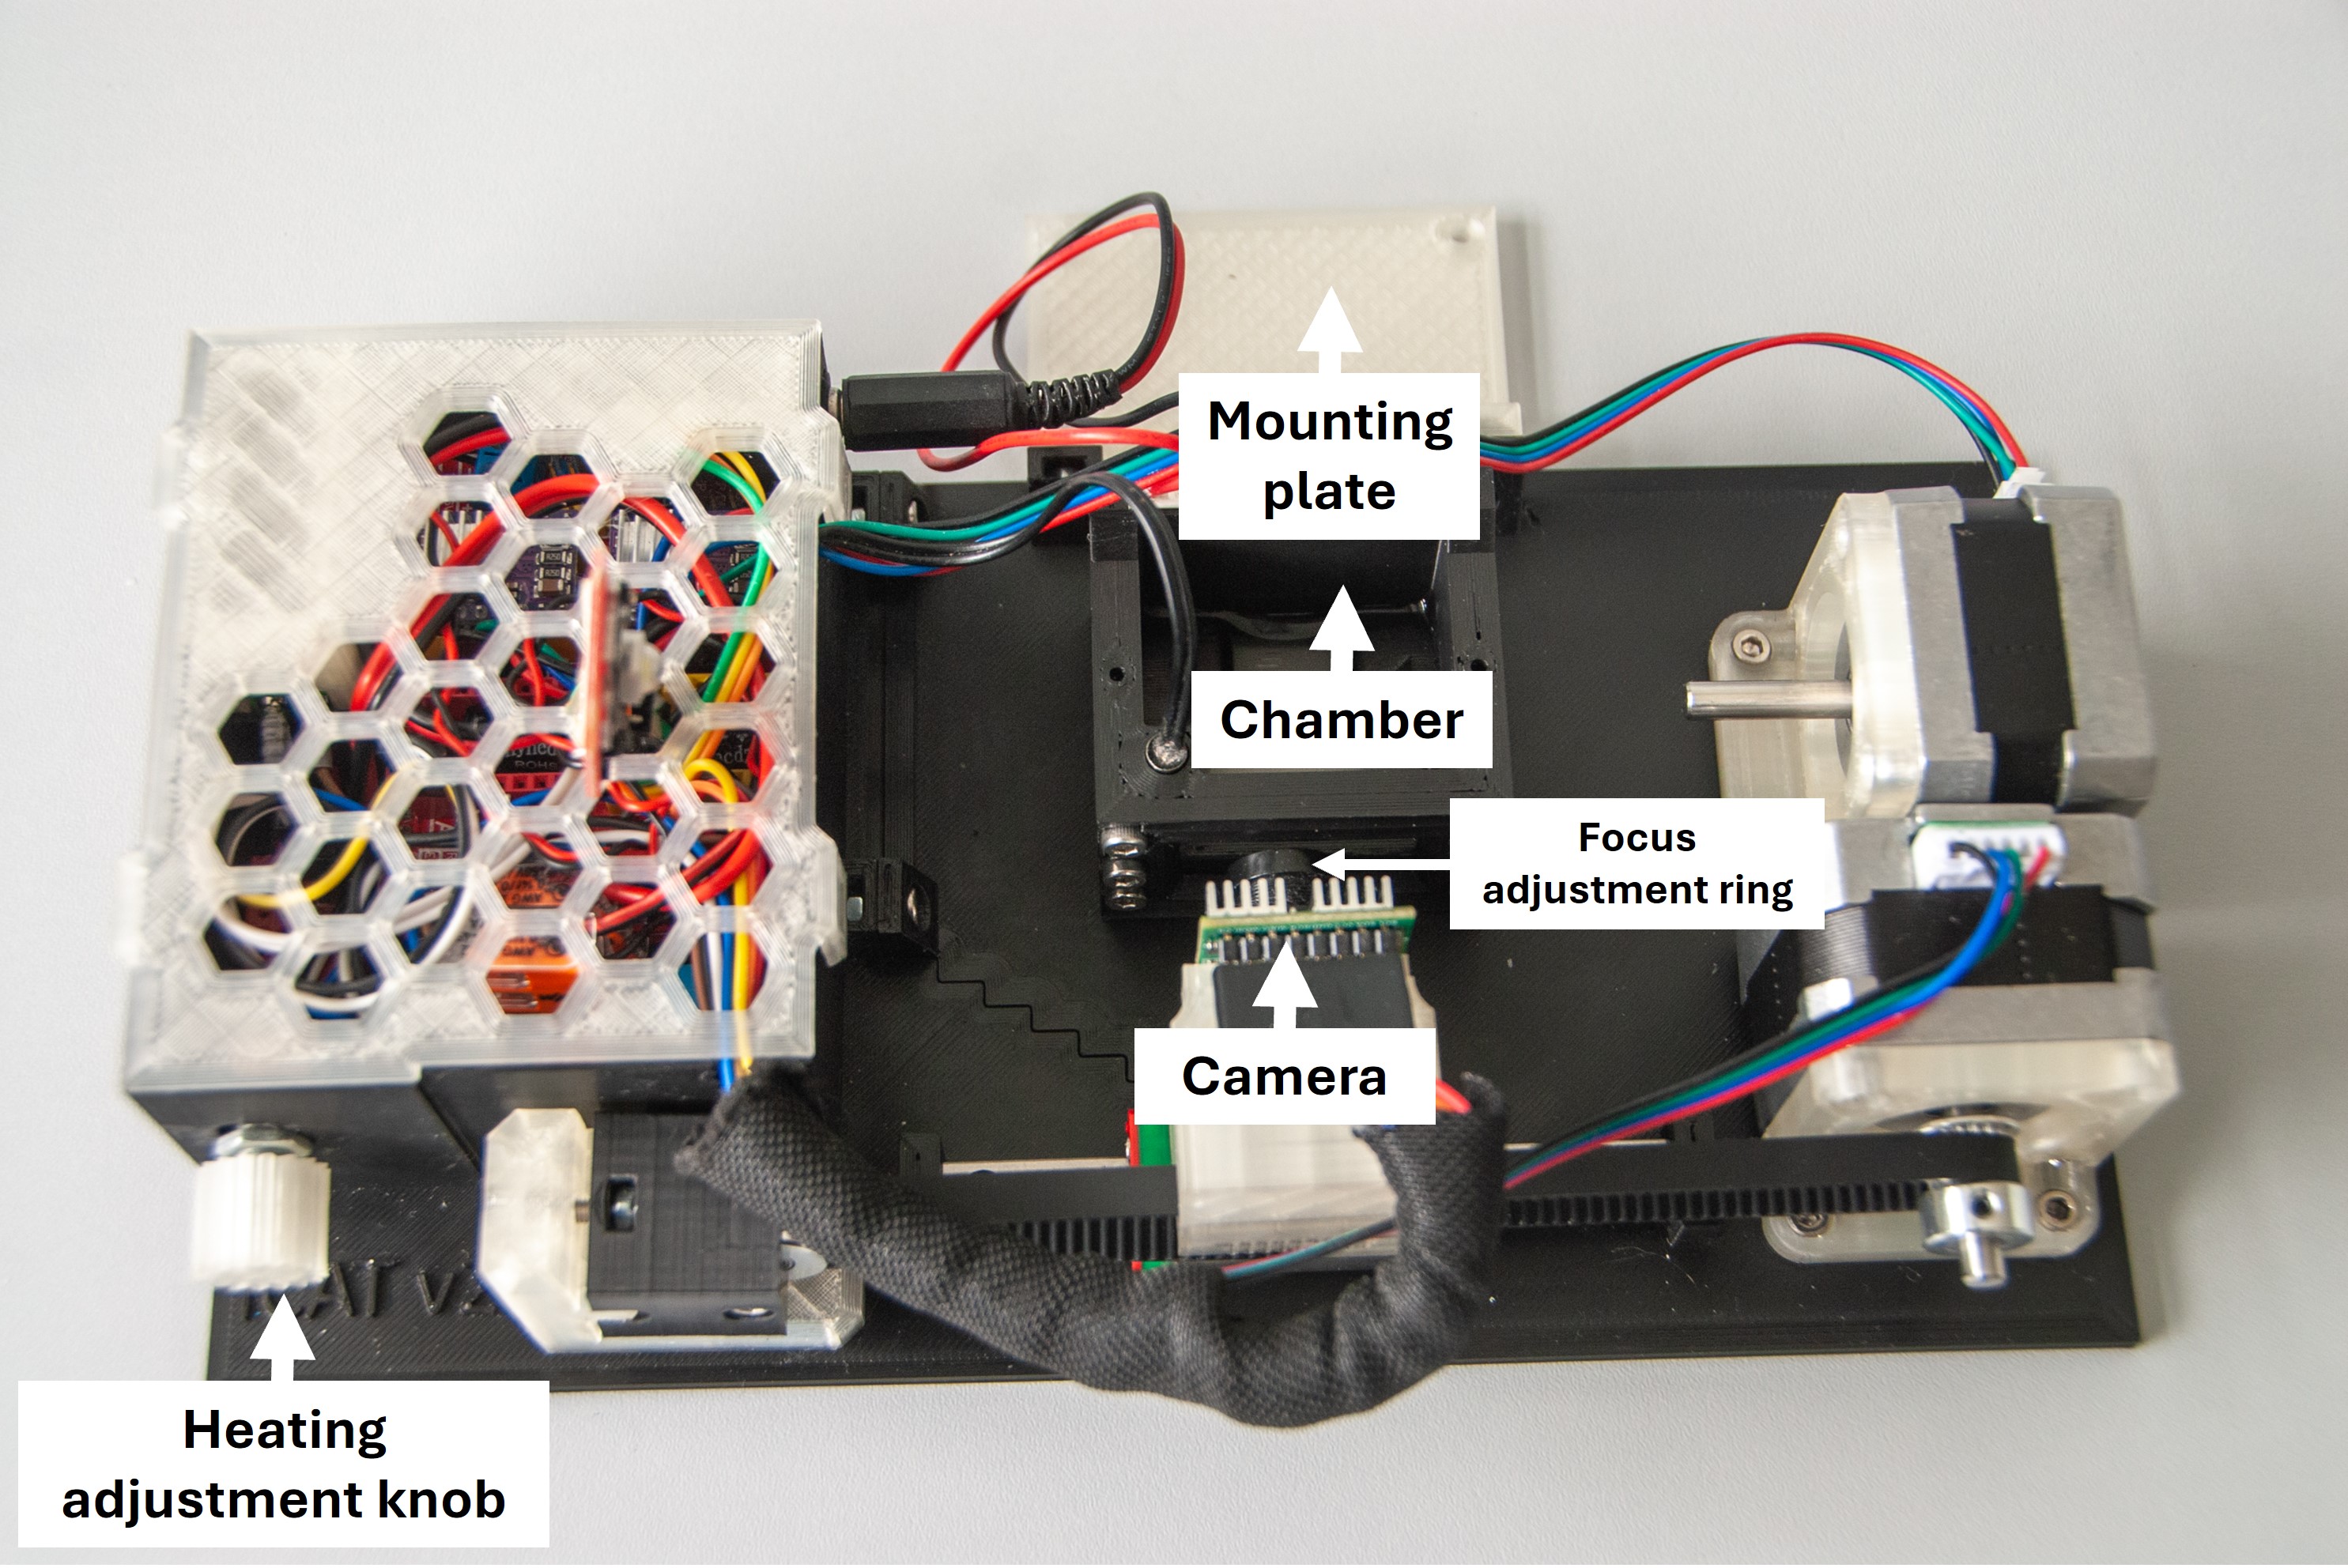 Mounting
plate
Chamber
Focus
adjustment ring
Camera
Heating
adjustment knob